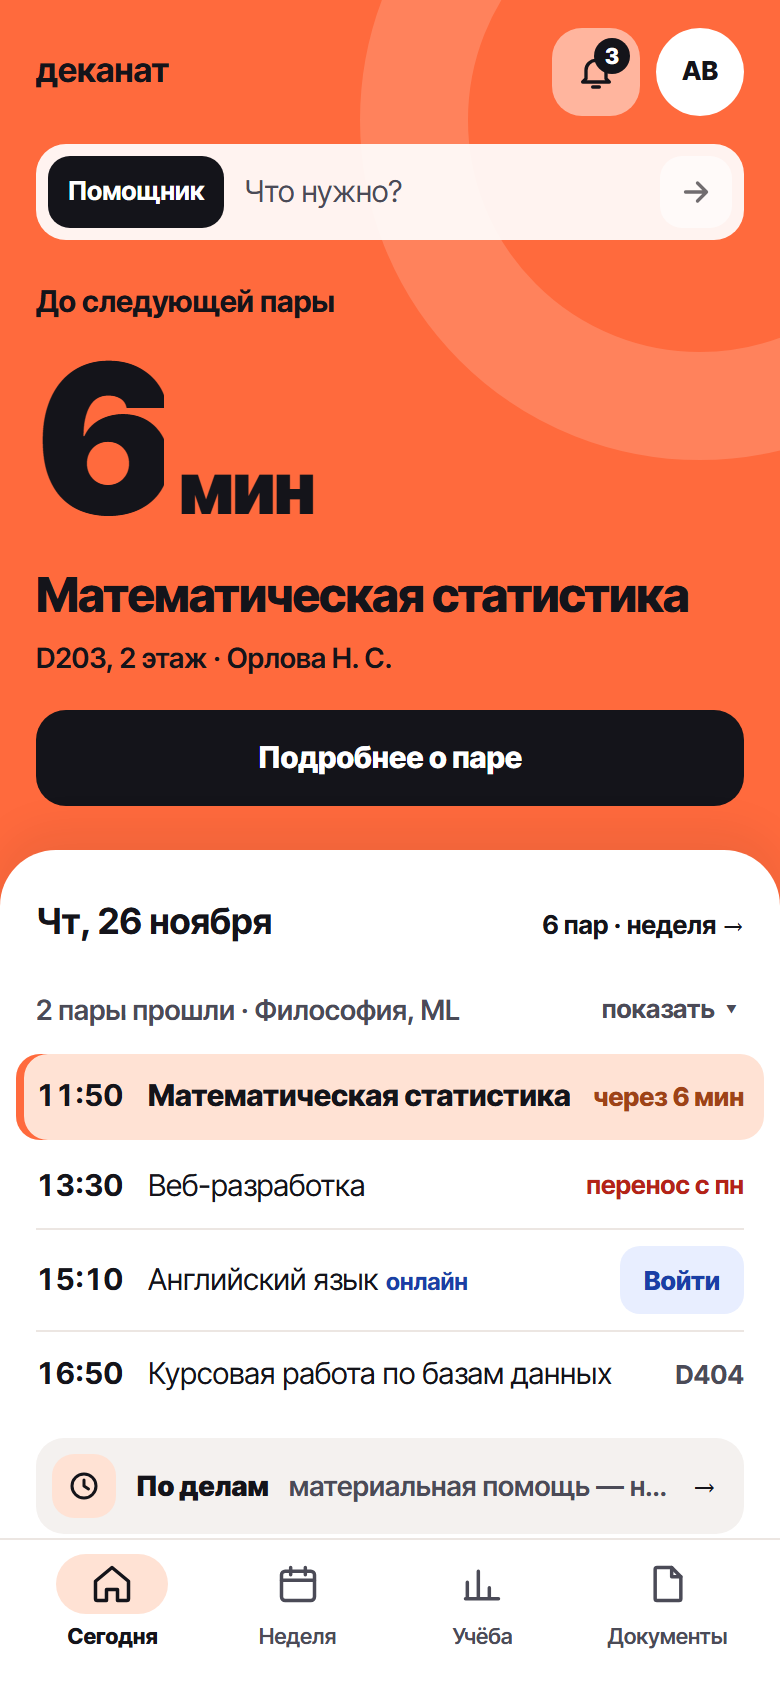 деканат
3
АВ
Помощник Что нужно?
До следующей пары
6 мин
Математическая статистика
D203, 2 этаж · Орлова Н. С.
Подробнее о паре
Чт, 26 ноября 6 пар · неделя →
2 пары прошли · Философия, ML показать ▼
11:50 Математическая статистика через 6 мин
13:30 Веб-разработка перенос с пн
15:10 Английский язык онлайн Войти
16:50 Курсовая работа по базам данных D404
По делам материальная помощь — н... →
Сегодня Неделя Учёба Документы